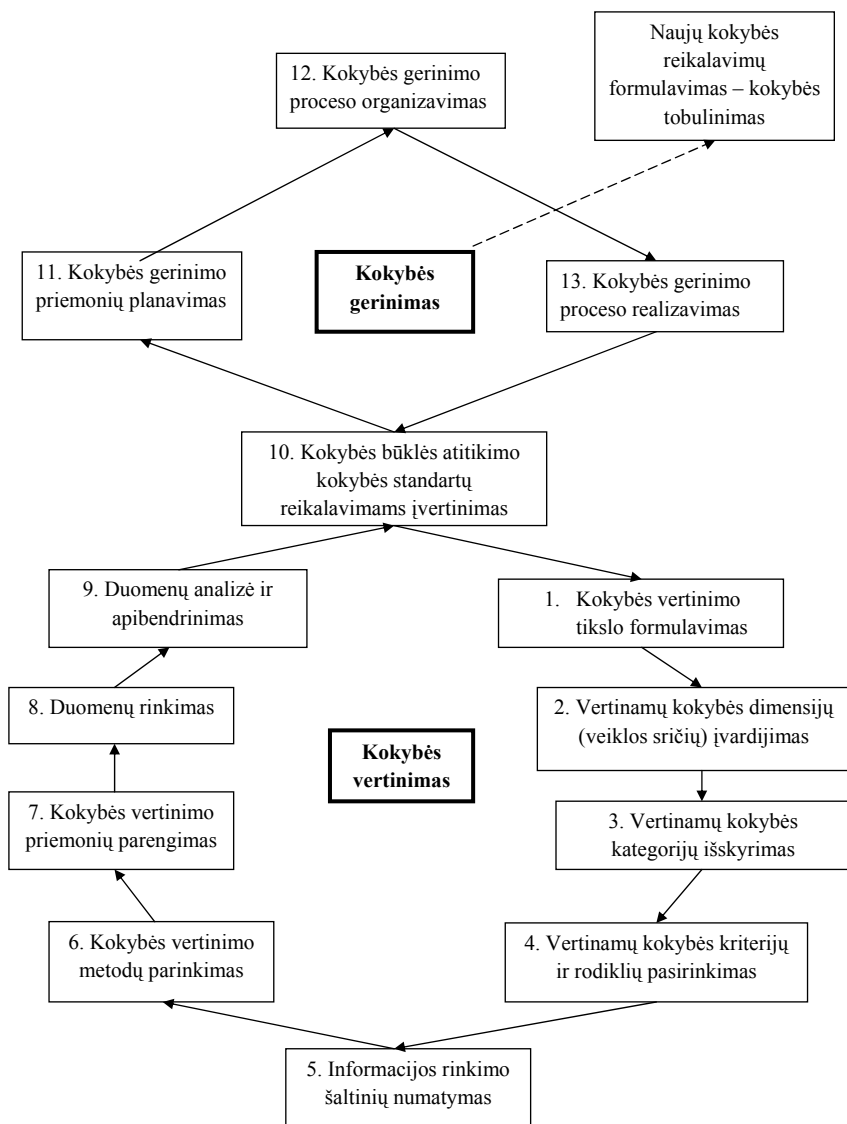 Naujų kokybės
reikalavimų
formulavimas – kokybės
tobulinimas
12. Kokybės gerinimo
proceso organizavimas
11. Kokybės gerinimo
priemonių planavimas
Kokybės
gerinimas
13. Kokybės gerinimo
proceso realizavimas
10. Kokybės būklės atitikimo
kokybės standartų
reikalavimams įvertinimas
9. Duomenų analizė ir
apibendrinimas
1. Kokybės vertinimo
tikslo formulavimas
8. Duomenų rinkimas
2. Vertinamų kokybės dimensijų
(veiklos sričių) įvardijimas
Kokybės
vertinimas
7. Kokybės vertinimo
priemonių parengimas
3. Vertinamų kokybės
kategorijų išskyrimas
6. Kokybės vertinimo
metodų parinkimas
4. Vertinamų kokybės kriterijų
ir rodiklių pasirinkimas
5. Informacijos rinkimo
šaltinių numatymas